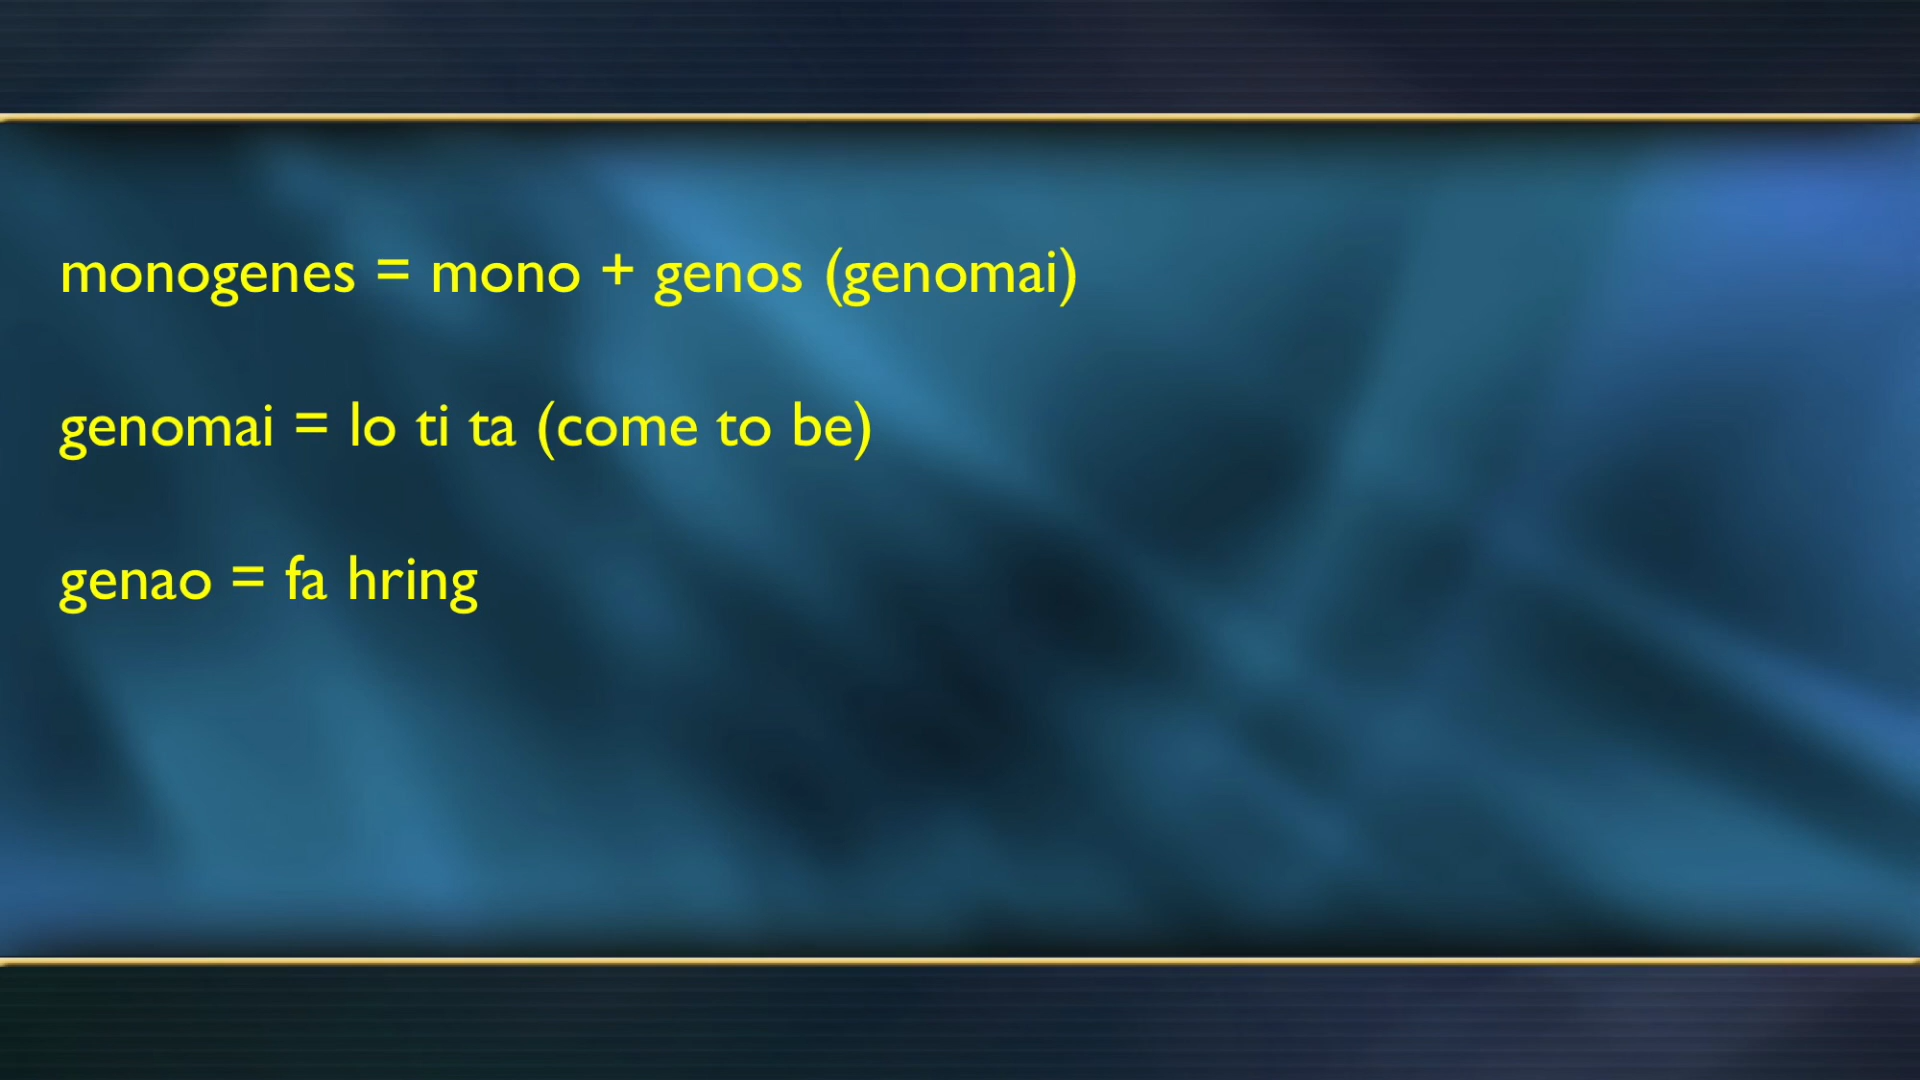 monogenes = mono + genos (genomai)
genomai = lo ti ta (come to be)
genao = fa hring